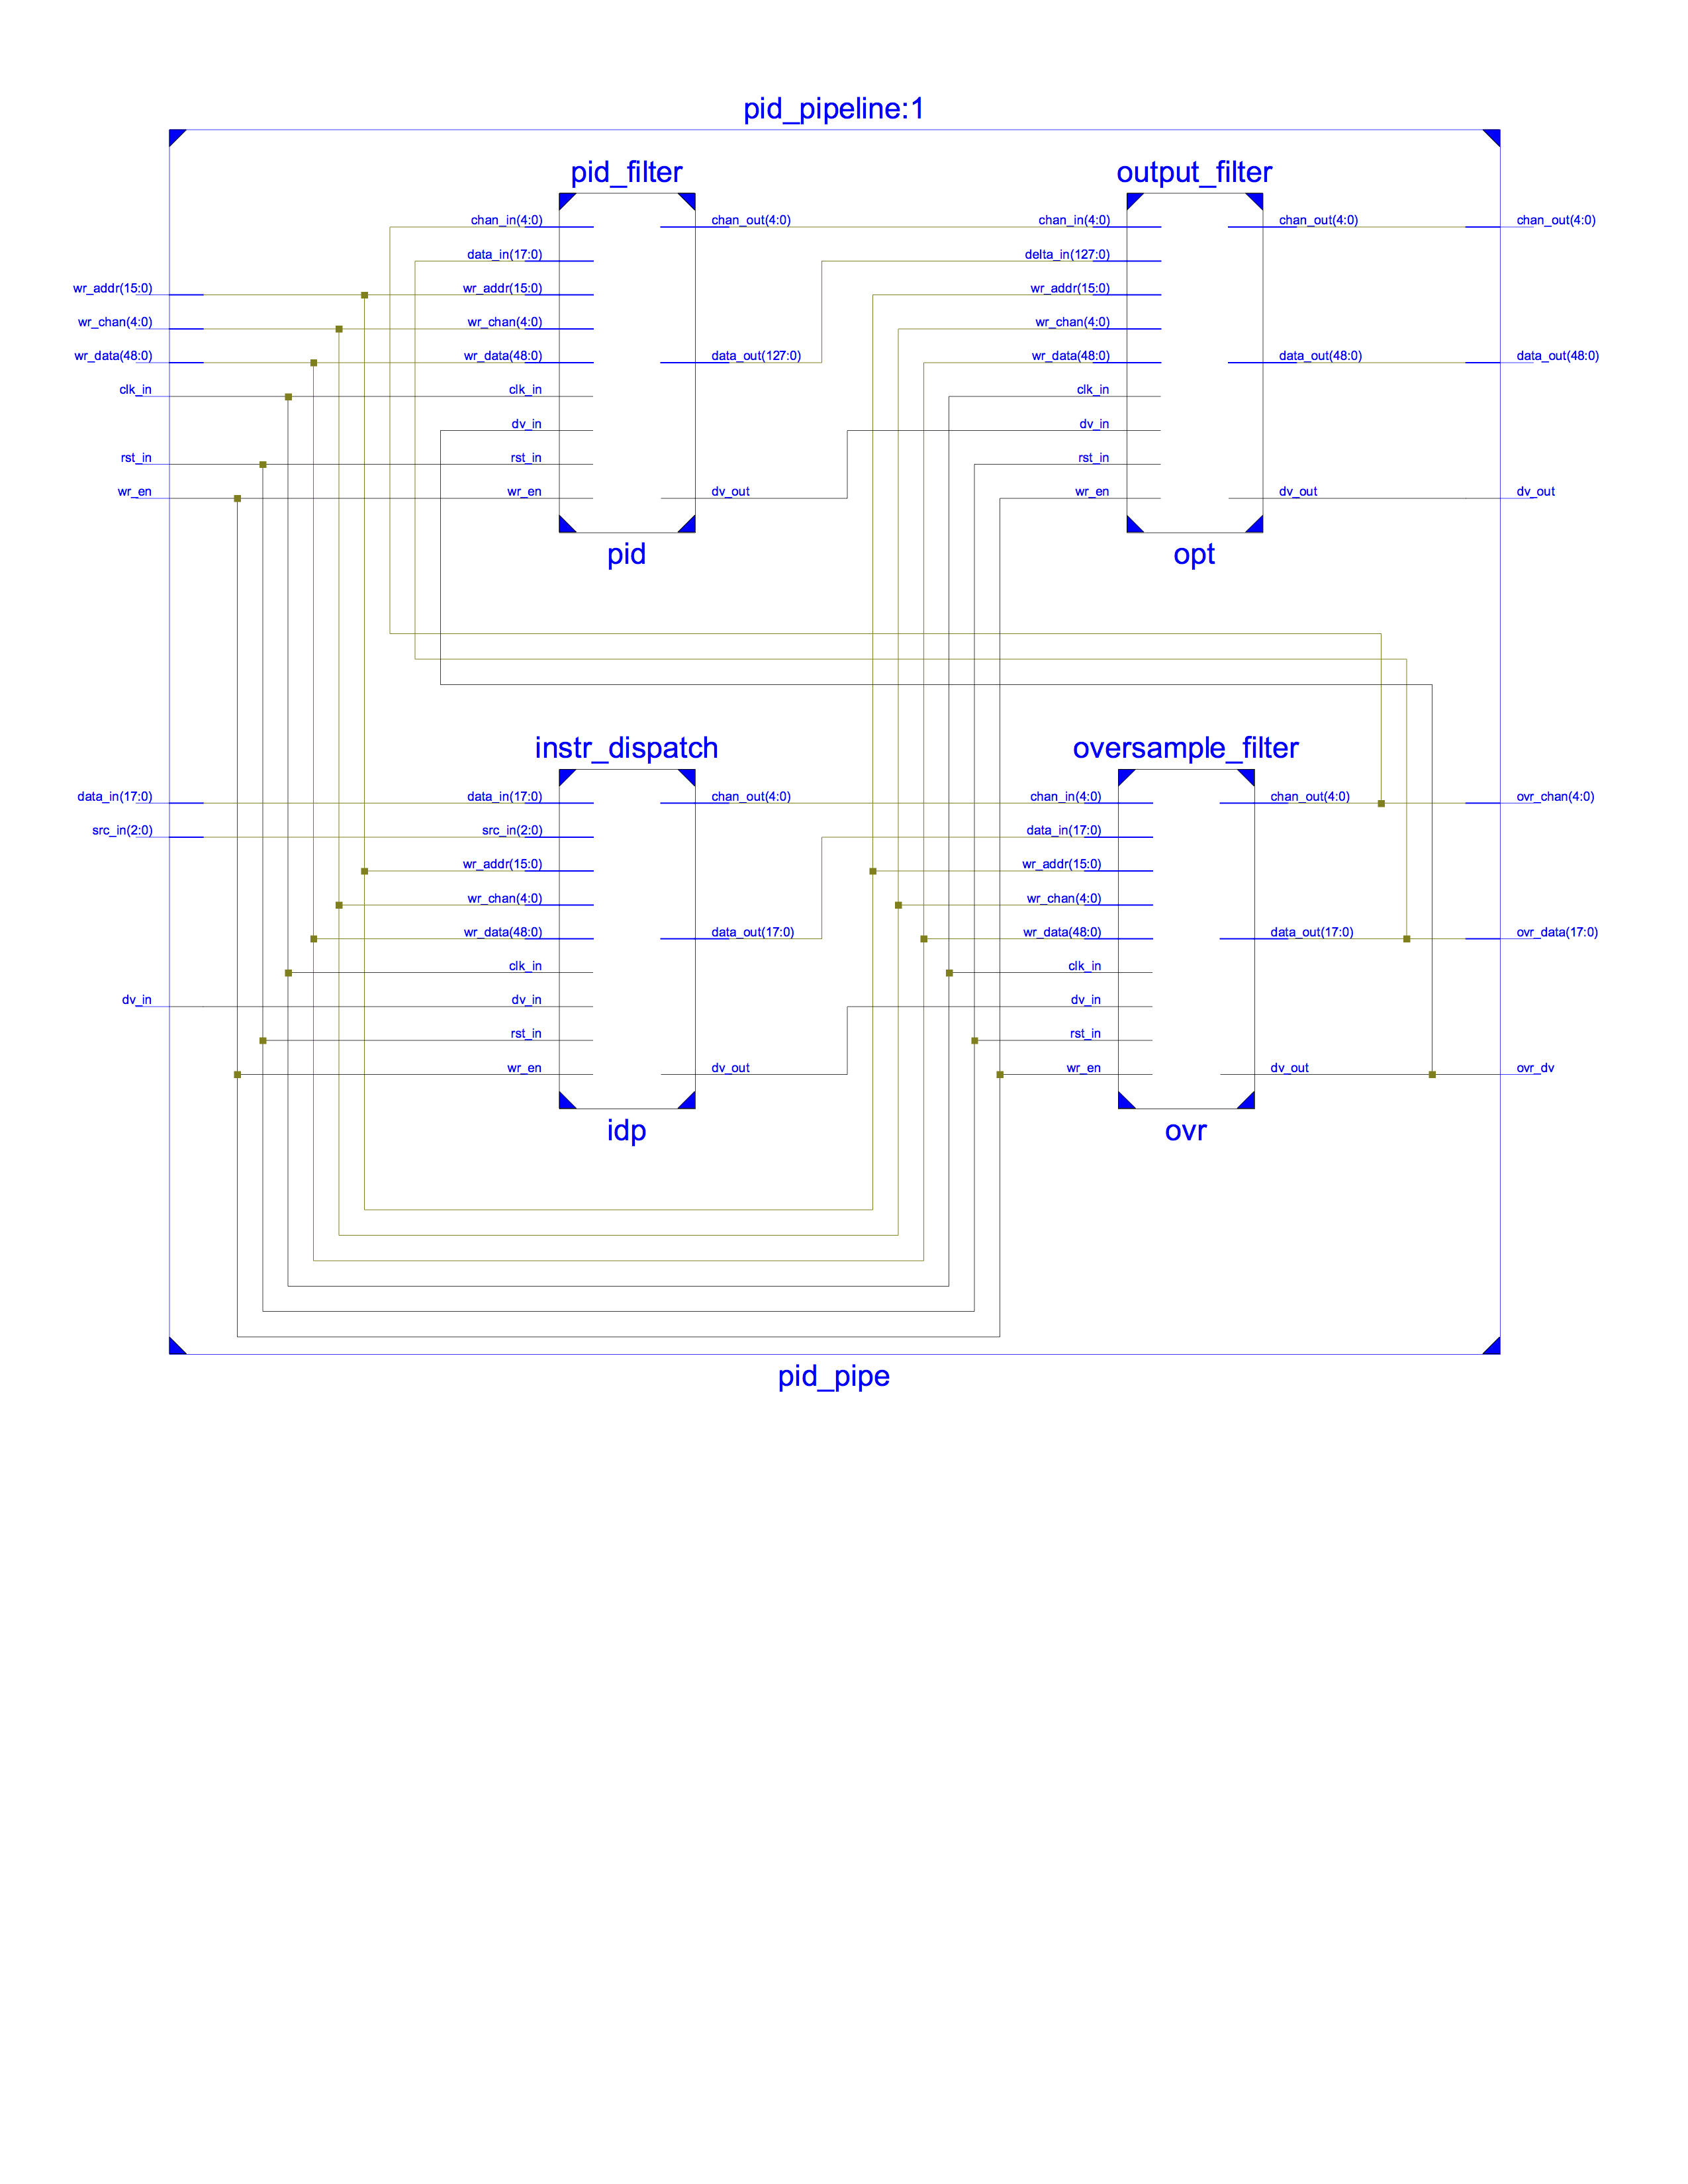 pid_pipeline:1
pid_filter
output_filter
chan_in(4:0)
chan_out(4:0)
chan_in(4:0)
chan_out(4:0)
chan_out(4:0)
data_in(17:0)
delta_in(127:0)
wr_addr(15:0)
wr_addr(15:0)
wr_addr(15:0)
wr_chan(4:0)
wr_chan(4:0)
wr_chan(4:0)
wr_data(48:0)
wr_data(48:0)
data_out(127:0)
wr_data(48:0)
data_out(48:0)
data_out(48:0)
clk_in
clk_in
clk_in
dv_in
dv_in
rst_in
rst_in
rst_in
wr_en
wr_en
dv_out
wr_en
dv_out
dv_out
pid
opt
instr_dispatch
oversample_filter
data_in(17:0)
data_in(17:0)
chan_out(4:0)
chan_in(4:0)
chan_out(4:0)
ovr_chan(4:0)
src_in(2:0)
src_in(2:0)
data_in(17:0)
wr_addr(15:0)
wr_addr(15:0)
wr_chan(4:0)
wr_chan(4:0)
wr_data(48:0)
data_out(17:0)
wr_data(48:0)
data_out(17:0)
ovr_data(17:0)
clk_in
clk_in
dv_in
dv_in
dv_in
rst_in
rst_in
wr_en
dv_out
wr_en
dv_out
ovr_dv
idp
ovr
pid_pipe